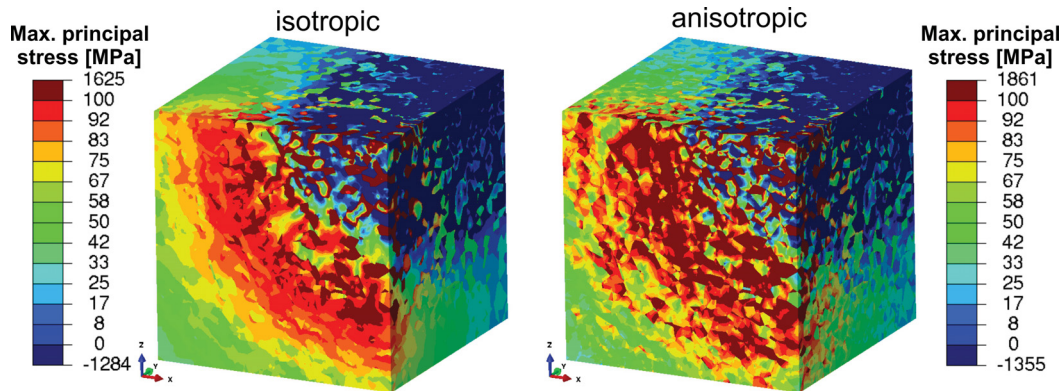 isotropic
anisotropic
Max. principal
stress [MPa]
1625
100
92
83
75
67
58
50
42
33
25
17
8
0
-1284
Z
Y
X
Max. principal
stress [MPa]
1861
100
92
83
75
67
58
50
42
33
25
17
8
0
-1355
Z
Y
X